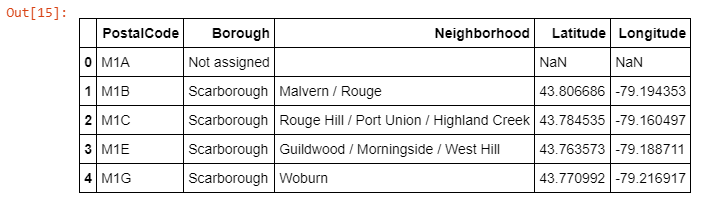 Out[15]:
PostalCode Borough Neighborhood Latitude Longitude
0 M1A Not assigned NaN NaN
1 M1B Scarborough Malvern / Rouge 43.806686 -79.194353
2 M1C Scarborough Rouge Hill / Port Union / Highland Creek 43.784535 -79.160497
3 M1E Scarborough Guildwood / Morningside / West Hill 43.763573 -79.188711
4 M1G Scarborough Woburn 43.770992 -79.216917